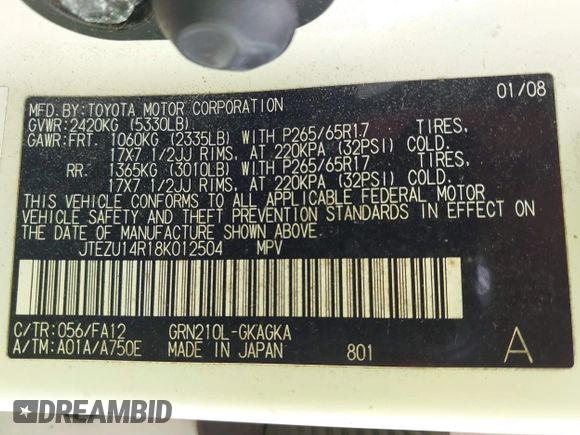 01/08
MFD. BY: TOYOTA MOTOR CORPORATION
GVWR: 2420KG (5330LB)
GAWR: FRT. 1060KG (2335LB) WITH P265/65R17 TIRES,
17X7 1/2JJ RIMS, AT 220KPA (32PSI) COLD.
RR. 1365KG (3010LB) WITH P265/65R17 TIRES,
17X7 1/2JJ RIMS, AT 220KPA (32PSI) COLD.
THIS VEHICLE CONFORMS TO ALL APPLICABLE FEDERAL MOTOR
VEHICLE SAFETY AND THEFT PREVENTION STANDARDS IN EFFECT ON
THE DATE OF MANUFACTURE SHOWN ABOVE.
JTEZU14R18K012504 MPV
C/TR: 056/FA12 GRN210L-GKAGKA
A/TM: A01A/A750E MADE IN JAPAN 801 A
DREAMBID